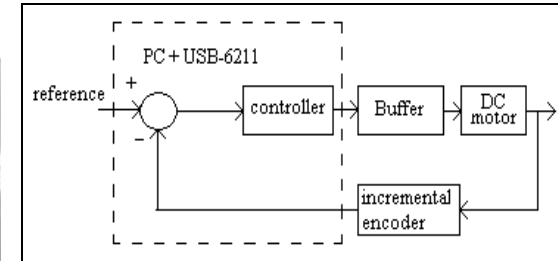 PC + USB-6211
reference
+
−
controller
Buffer
DC
motor
incremental
encoder